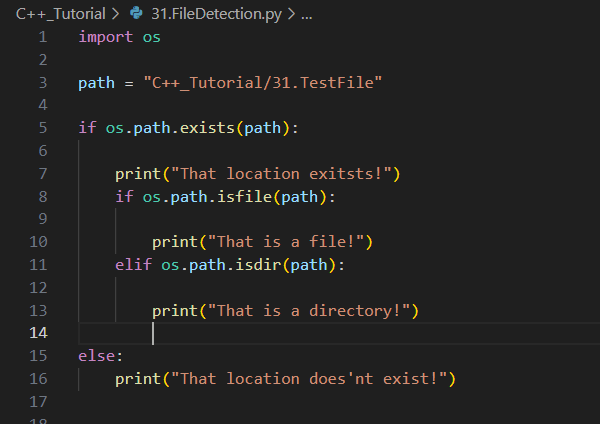 C++_Tutorial > 31.FileDetection.py > ...
1 import os
2
3 path = "C++_Tutorial/31.TestFile"
4
5 if os.path.exists(path):
6
7 print("That location exitsts!")
8 if os.path.isfile(path):
9
10 print("That is a file!")
11 elif os.path.isdir(path):
12
13 print("That is a directory!")
14
15 else:
16 print("That location does'nt exist!")
17
18